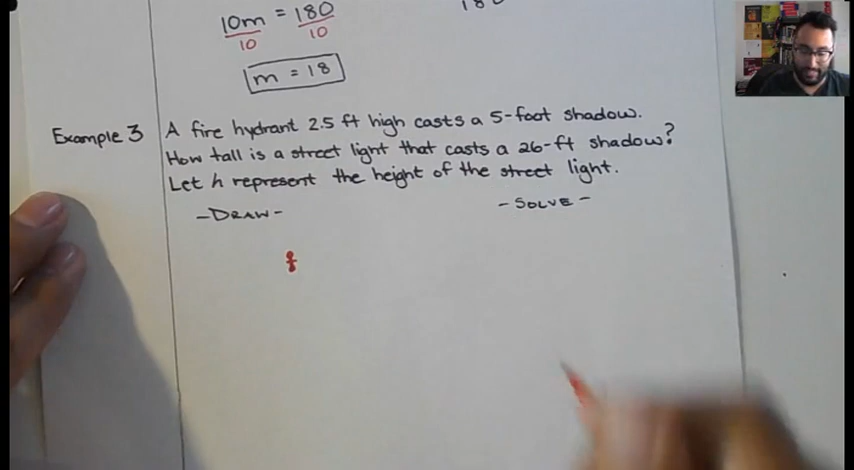 10m = 180
10 10
m = 18
Example 3 A fire hydrant 2.5 ft high casts a 5-foot shadow.
How tall is a street light that casts a 26-ft shadow?
Let h represent the height of the street light.
-DRAW- -SOLVE-